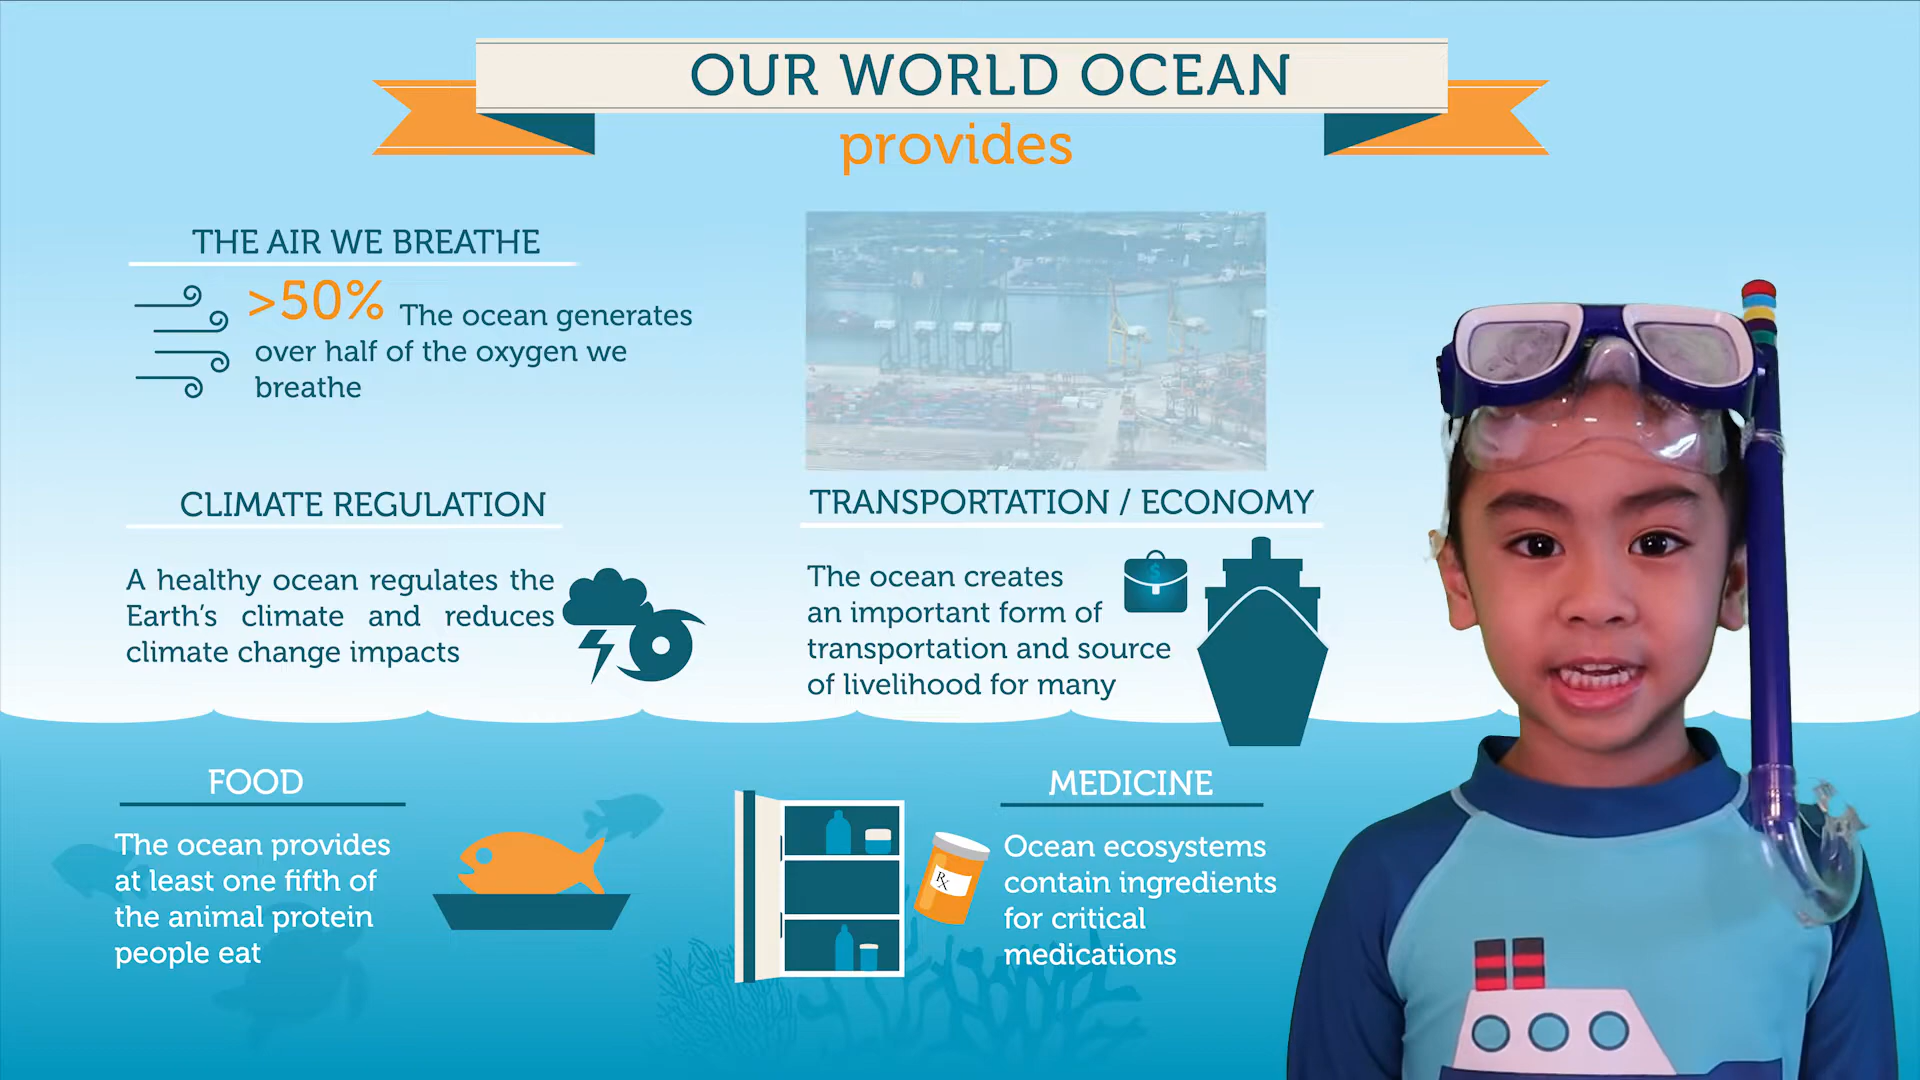 OUR WORLD OCEAN
provides
THE AIR WE BREATHE
>50% The ocean generates
over half of the oxygen we
breathe
CLIMATE REGULATION
A healthy ocean regulates the
Earth's climate and reduces
climate change impacts
TRANSPORTATION / ECONOMY
The ocean creates
an important form of
transportation and source
of livelihood for many
$
FOOD
The ocean provides
at least one fifth of
the animal protein
people eat
Rx
MEDICINE
Ocean ecosystems
contain ingredients
for critical
medications